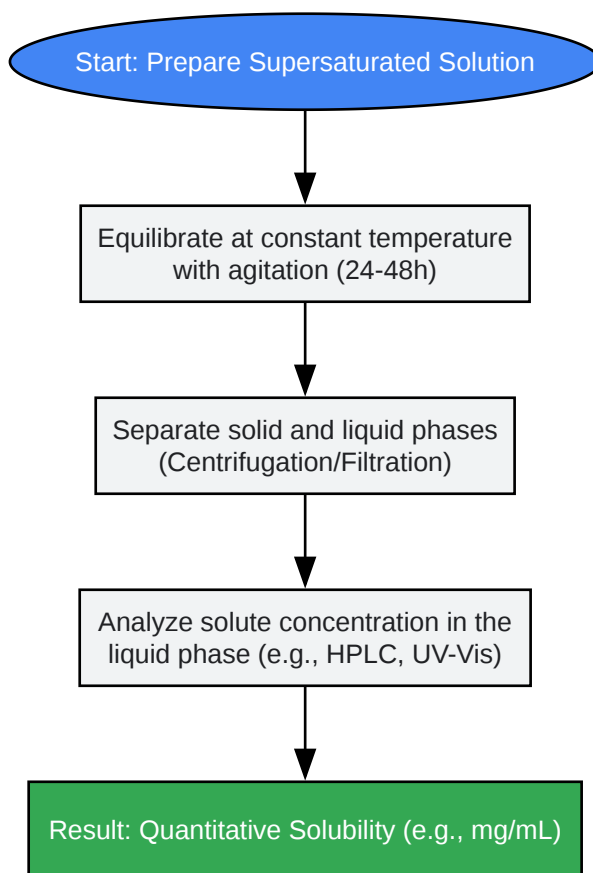 Start: Prepare Supersaturated Solution
Equilibrate at constant temperature
with agitation (24-48h)
Separate solid and liquid phases
(Centrifugation/Filtration)
Analyze solute concentration in the
liquid phase (e.g., HPLC, UV-Vis)
Result: Quantitative Solubility (e.g., mg/mL)